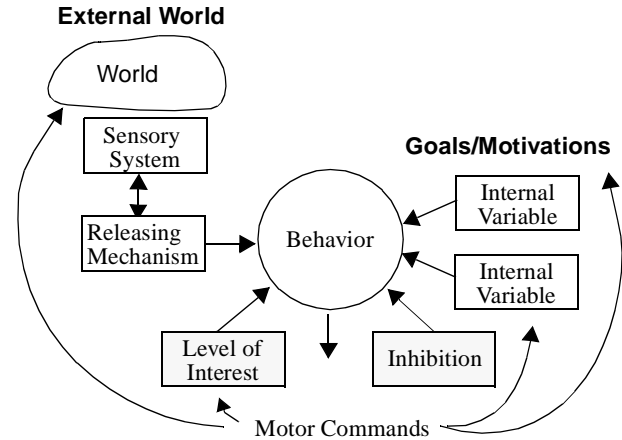 External World
World
Sensory
System
Goals/Motivations
Internal
Variable
Releasing
Mechanism
Behavior
Internal
Variable
Level of
Interest
Inhibition
Motor Commands